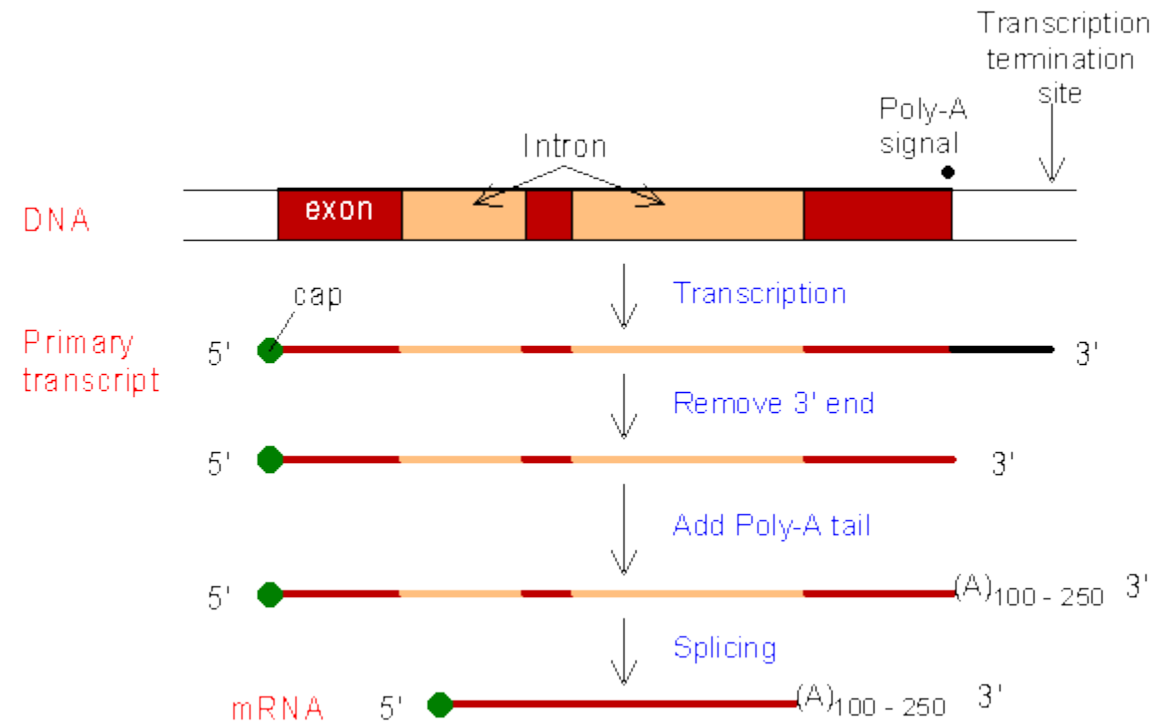 Transcription
termination
site
Poly-A
signal
Intron
DNA
exon
Transcription
cap
Primary
transcript
5' 3'
Remove 3' end
5' 3'
Add Poly-A tail
5' (A)100 - 250 3'
Splicing
mRNA 5' (A)100 - 250 3'